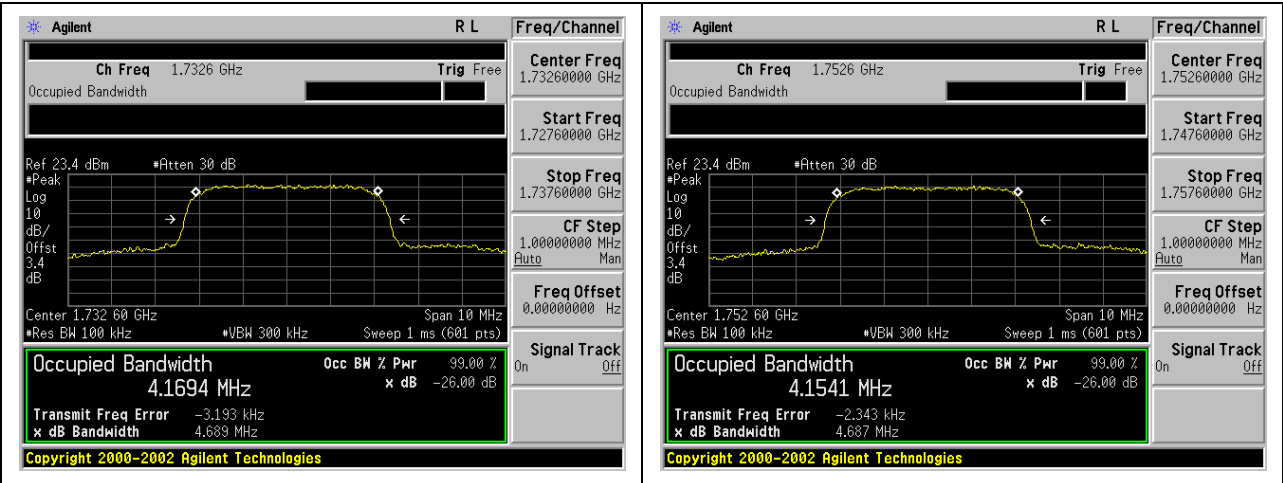 Agilent R L
Ch Freq 1.7326 GHz Trig Free
Occupied Bandwidth
Ref 23.4 dBm #Atten 30 dB
#Peak
Log
10
dB/
Offst
3.4
dB
Center 1.732 60 GHz Span 10 MHz
#Res BW 100 kHz #VBW 300 kHz Sweep 1 ms (601 pts)
Occupied Bandwidth Occ BW % Pwr 99.00 %
4.1694 MHz x dB -26.00 dB
Transmit Freq Error -3.193 kHz
x dB Bandwidth 4.689 MHz
Copyright 2000-2002 Agilent Technologies
Freq/Channel
Center Freq
1.73260000 GHz
Start Freq
1.72760000 GHz
Stop Freq
1.73760000 GHz
CF Step
1.00000000 MHz
Auto Man
Freq Offset
0.00000000 Hz
Signal Track
On Off
Agilent R L
Ch Freq 1.7526 GHz Trig Free
Occupied Bandwidth
Ref 23.4 dBm #Atten 30 dB
#Peak
Log
10
dB/
Offst
3.4
dB
Center 1.752 60 GHz Span 10 MHz
#Res BW 100 kHz #VBW 300 kHz Sweep 1 ms (601 pts)
Occupied Bandwidth Occ BW % Pwr 99.00 %
4.1541 MHz x dB -26.00 dB
Transmit Freq Error -2.343 kHz
x dB Bandwidth 4.687 MHz
Copyright 2000-2002 Agilent Technologies
Freq/Channel
Center Freq
1.75260000 GHz
Start Freq
1.74760000 GHz
Stop Freq
1.75760000 GHz
CF Step
1.00000000 MHz
Auto Man
Freq Offset
0.00000000 Hz
Signal Track
On Off